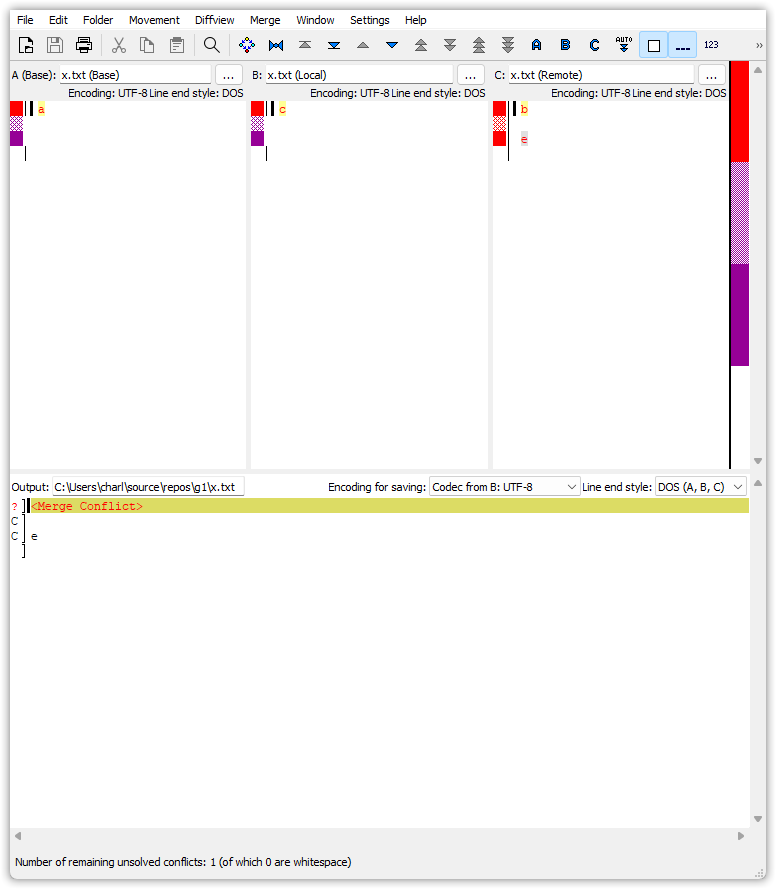 File Edit Folder Movement Diffview Merge Window Settings Help
A B C AUTO 123 »
A (Base): x.txt (Base) ... B: x.txt (Local) ... C: x.txt (Remote) ...
Encoding: UTF-8 Line end style: DOS Encoding: UTF-8 Line end style: DOS Encoding: UTF-8 Line end style: DOS
a c b
e
Output: C:\Users\charl\source\repos\g1\x.txt Encoding for saving: Codec from B: UTF-8 Line end style: DOS (A, B, C)
? ] <Merge Conflict>
C
C e
]
Number of remaining unsolved conflicts: 1 (of which 0 are whitespace)